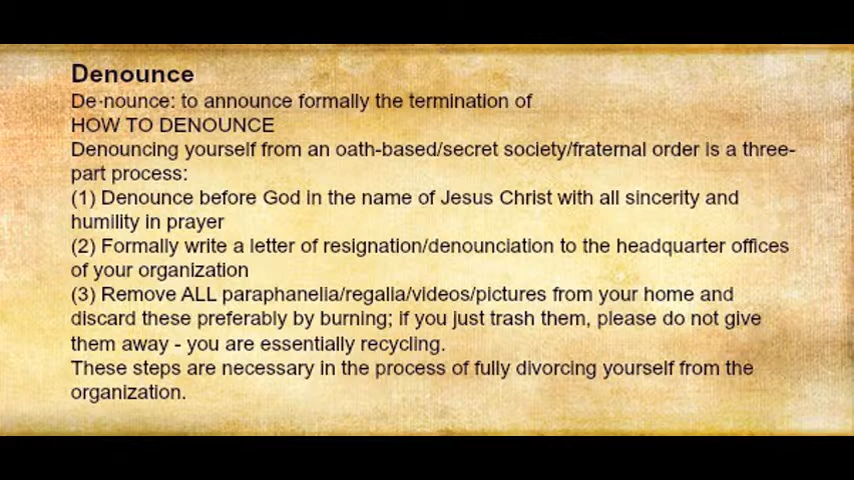 Denounce
De·nounce: to announce formally the termination of
HOW TO DENOUNCE
Denouncing yourself from an oath-based/secret society/fraternal order is a three-
part process:
(1) Denounce before God in the name of Jesus Christ with all sincerity and
humility in prayer
(2) Formally write a letter of resignation/denounciation to the headquarter offices
of your organization
(3) Remove ALL paraphanelia/regalia/videos/pictures from your home and
discard these preferably by burning; if you just trash them, please do not give
them away - you are essentially recycling.
These steps are necessary in the process of fully divorcing yourself from the
organization.